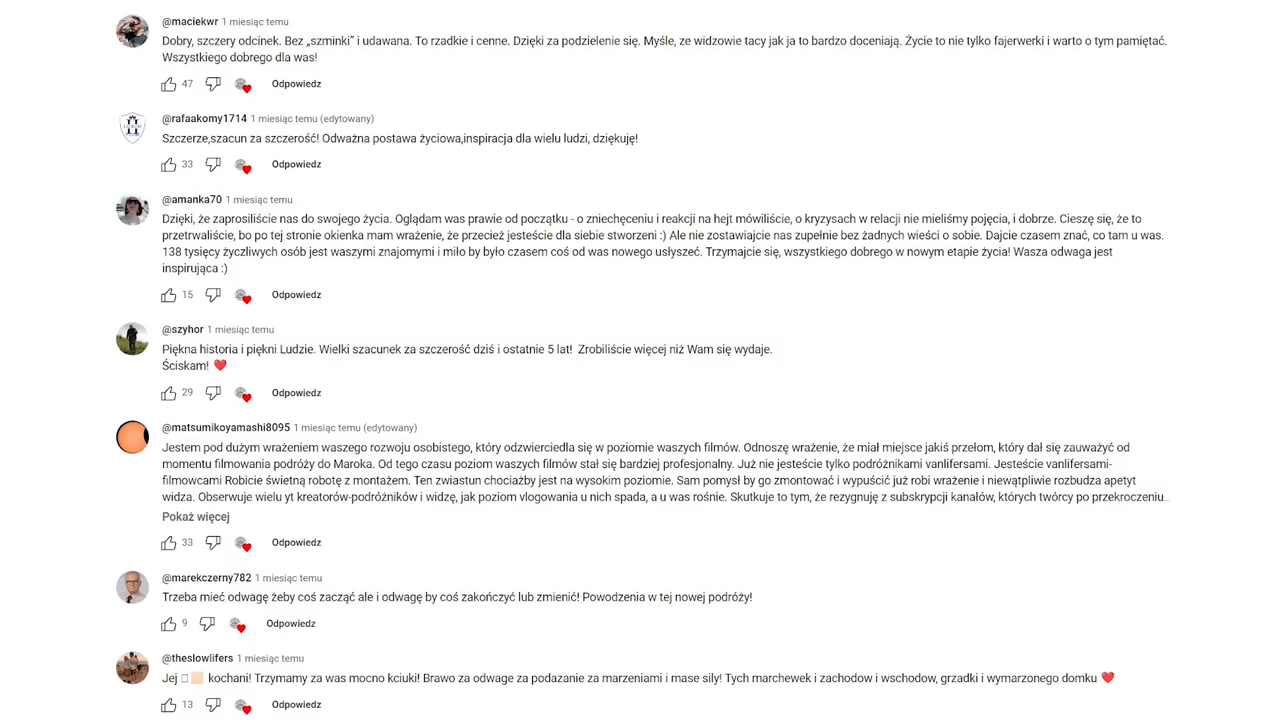 @maciekwr 1 miesiąc temu
Dobry, szczery odcinek. Bez „szminki” i udawana. To rzadkie i cenne. Dzięki za podzielenie się. Myśle, ze widzowie tacy jak ja to bardzo doceniają. Życie to nie tylko fajerwerki i warto o tym pamiętać.
Wszystkiego dobrego dla was!
47 Odpowiedz
@rafaakomy1714 1 miesiąc temu (edytowany)
Szczerze,szacun za szczerość! Odważna postawa życiowa,inspiracja dla wielu ludzi, dziękuję!
33 Odpowiedz
@amanka70 1 miesiąc temu
Dzięki, że zaprosiliście nas do swojego życia. Oglądam was prawie od początku - o zniechęceniu i reakcji na hejt mówiliście, o kryzysach w relacji nie mieliśmy pojęcia, i dobrze. Cieszę się, że to
przetrwaliście, bo po tej stronie okienka mam wrażenie, że przecież jesteście dla siebie stworzeni :) Ale nie zostawiajcie nas zupełnie bez żadnych wieści o sobie. Dajcie czasem znać, co tam u was.
138 tysięcy życzliwych osób jest waszymi znajomymi i miło by było czasem coś od was nowego usłyszeć. Trzymajcie się, wszystkiego dobrego w nowym etapie życia! Wasza odwaga jest
inspirująca :)
15 Odpowiedz
@szyhor 1 miesiąc temu
Piękna historia i piękni Ludzie. Wielki szacunek za szczerość dziś i ostatnie 5 lat! Zrobiliście więcej niż Wam się wydaje.
Ściskam! ❤️
29 Odpowiedz
@matsumikoyamashi8095 1 miesiąc temu (edytowany)
Jestem pod dużym wrażeniem waszego rozwoju osobistego, który odzwierciedla się w poziomie waszych filmów. Odnoszę wrażenie, że miał miejsce jakiś przełom, który dał się zauważyć od
momentu filmowania podróży do Maroka. Od tego czasu poziom waszych filmów stał się bardziej profesjonalny. Już nie jesteście tylko podróżnikami vanlifersami. Jesteście vanlifersami-
filmowcami Robicie świetną robotę z montażem. Ten zwiastun chociażby jest na wysokim poziomie. Sam pomysł by go zmontować i wypuścić już robi wrażenie i niewątpliwie rozbudza apetyt
widza. Obserwuje wielu yt kreatorów-podróżników i widzę, jak poziom vlogowania u nich spada, a u was rośnie. Skutkuje to tym, że rezygnuję z subskrypcji kanałów, których twórcy po przekroczeniu...
Pokaż więcej
33 Odpowiedz
@marekczerny782 1 miesiąc temu
Trzeba mieć odwagę żeby coś zacząć ale i odwagę by coś zakończyć lub zmienić! Powodzenia w tej nowej podróży!
9 Odpowiedz
@theslowlifers 1 miesiąc temu
Jej kochani! Trzymamy za was mocno kciuki! Brawo za odwage za podazanie za marzeniami i mase sily! Tych marchewek i zachodow i wschodow, grzadki i wymarzonego domku ❤️
13 Odpowiedz